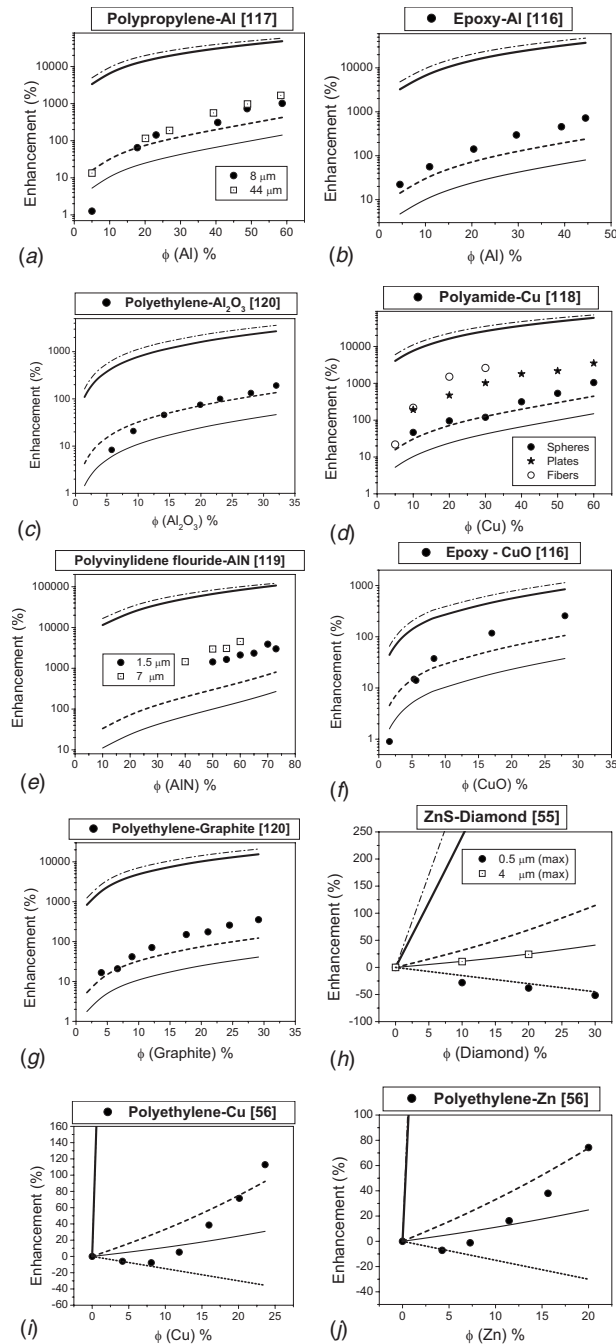 Polypropylene-Al [117]
Enhancement (%)
10000
1000
100
10
1
8 μm
44 μm
0 10 20 30 40 50 60
(a)
ϕ (Al) %
Epoxy-Al [116]
Enhancement (%)
10000
1000
100
10
0 10 20 30 40 50
(b)
ϕ (Al) %
Polyethylene-Al2O3 [120]
Enhancement (%)
1000
100
10
1
0 5 10 15 20 25 30 35
(c)
ϕ (Al2O3) %
Polyamide-Cu [118]
Enhancement (%)
10000
1000
100
10
1
Spheres
Plates
Fibers
0 10 20 30 40 50 60
(d)
ϕ (Cu) %
Polyvinylidene flouride-AlN [119]
Enhancement (%)
100000
10000
1000
100
10
1.5 μm
7 μm
0 10 20 30 40 50 60 70
(e)
ϕ (AlN) %
Epoxy - CuO [116]
Enhancement (%)
1000
100
10
1
0 5 10 15 20 25 30 35
(f)
ϕ (CuO) %
Polyethylene-Graphite [120]
Enhancement (%)
10000
1000
100
10
1
0 5 10 15 20 25 30
(g)
ϕ (Graphite) %
ZnS-Diamond [55]
Enhancement (%)
250
200
150
100
50
0
-50
-100
0.5 μm (max)
4 μm (max)
0 10 20 30
(h)
ϕ (Diamond) %
Polyethylene-Cu [56]
Enhancement (%)
160
140
120
100
80
60
40
20
0
-20
-40
-60
0 5 10 15 20 25
(i)
ϕ (Cu) %
Polyethylene-Zn [56]
Enhancement (%)
100
80
60
40
20
0
-20
-40
0 5 10 15 20
(j)
ϕ (Zn) %